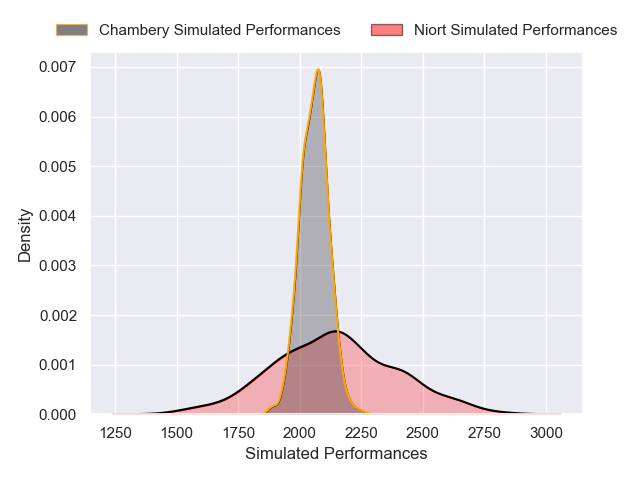 Chambery Simulated Performances
Niort Simulated Performances
0.007
0.006
0.005
0.004
0.003
0.002
0.001
0.000
Density
1250 1500 1750 2000 2250 2500 2750 3000
Simulated Performances